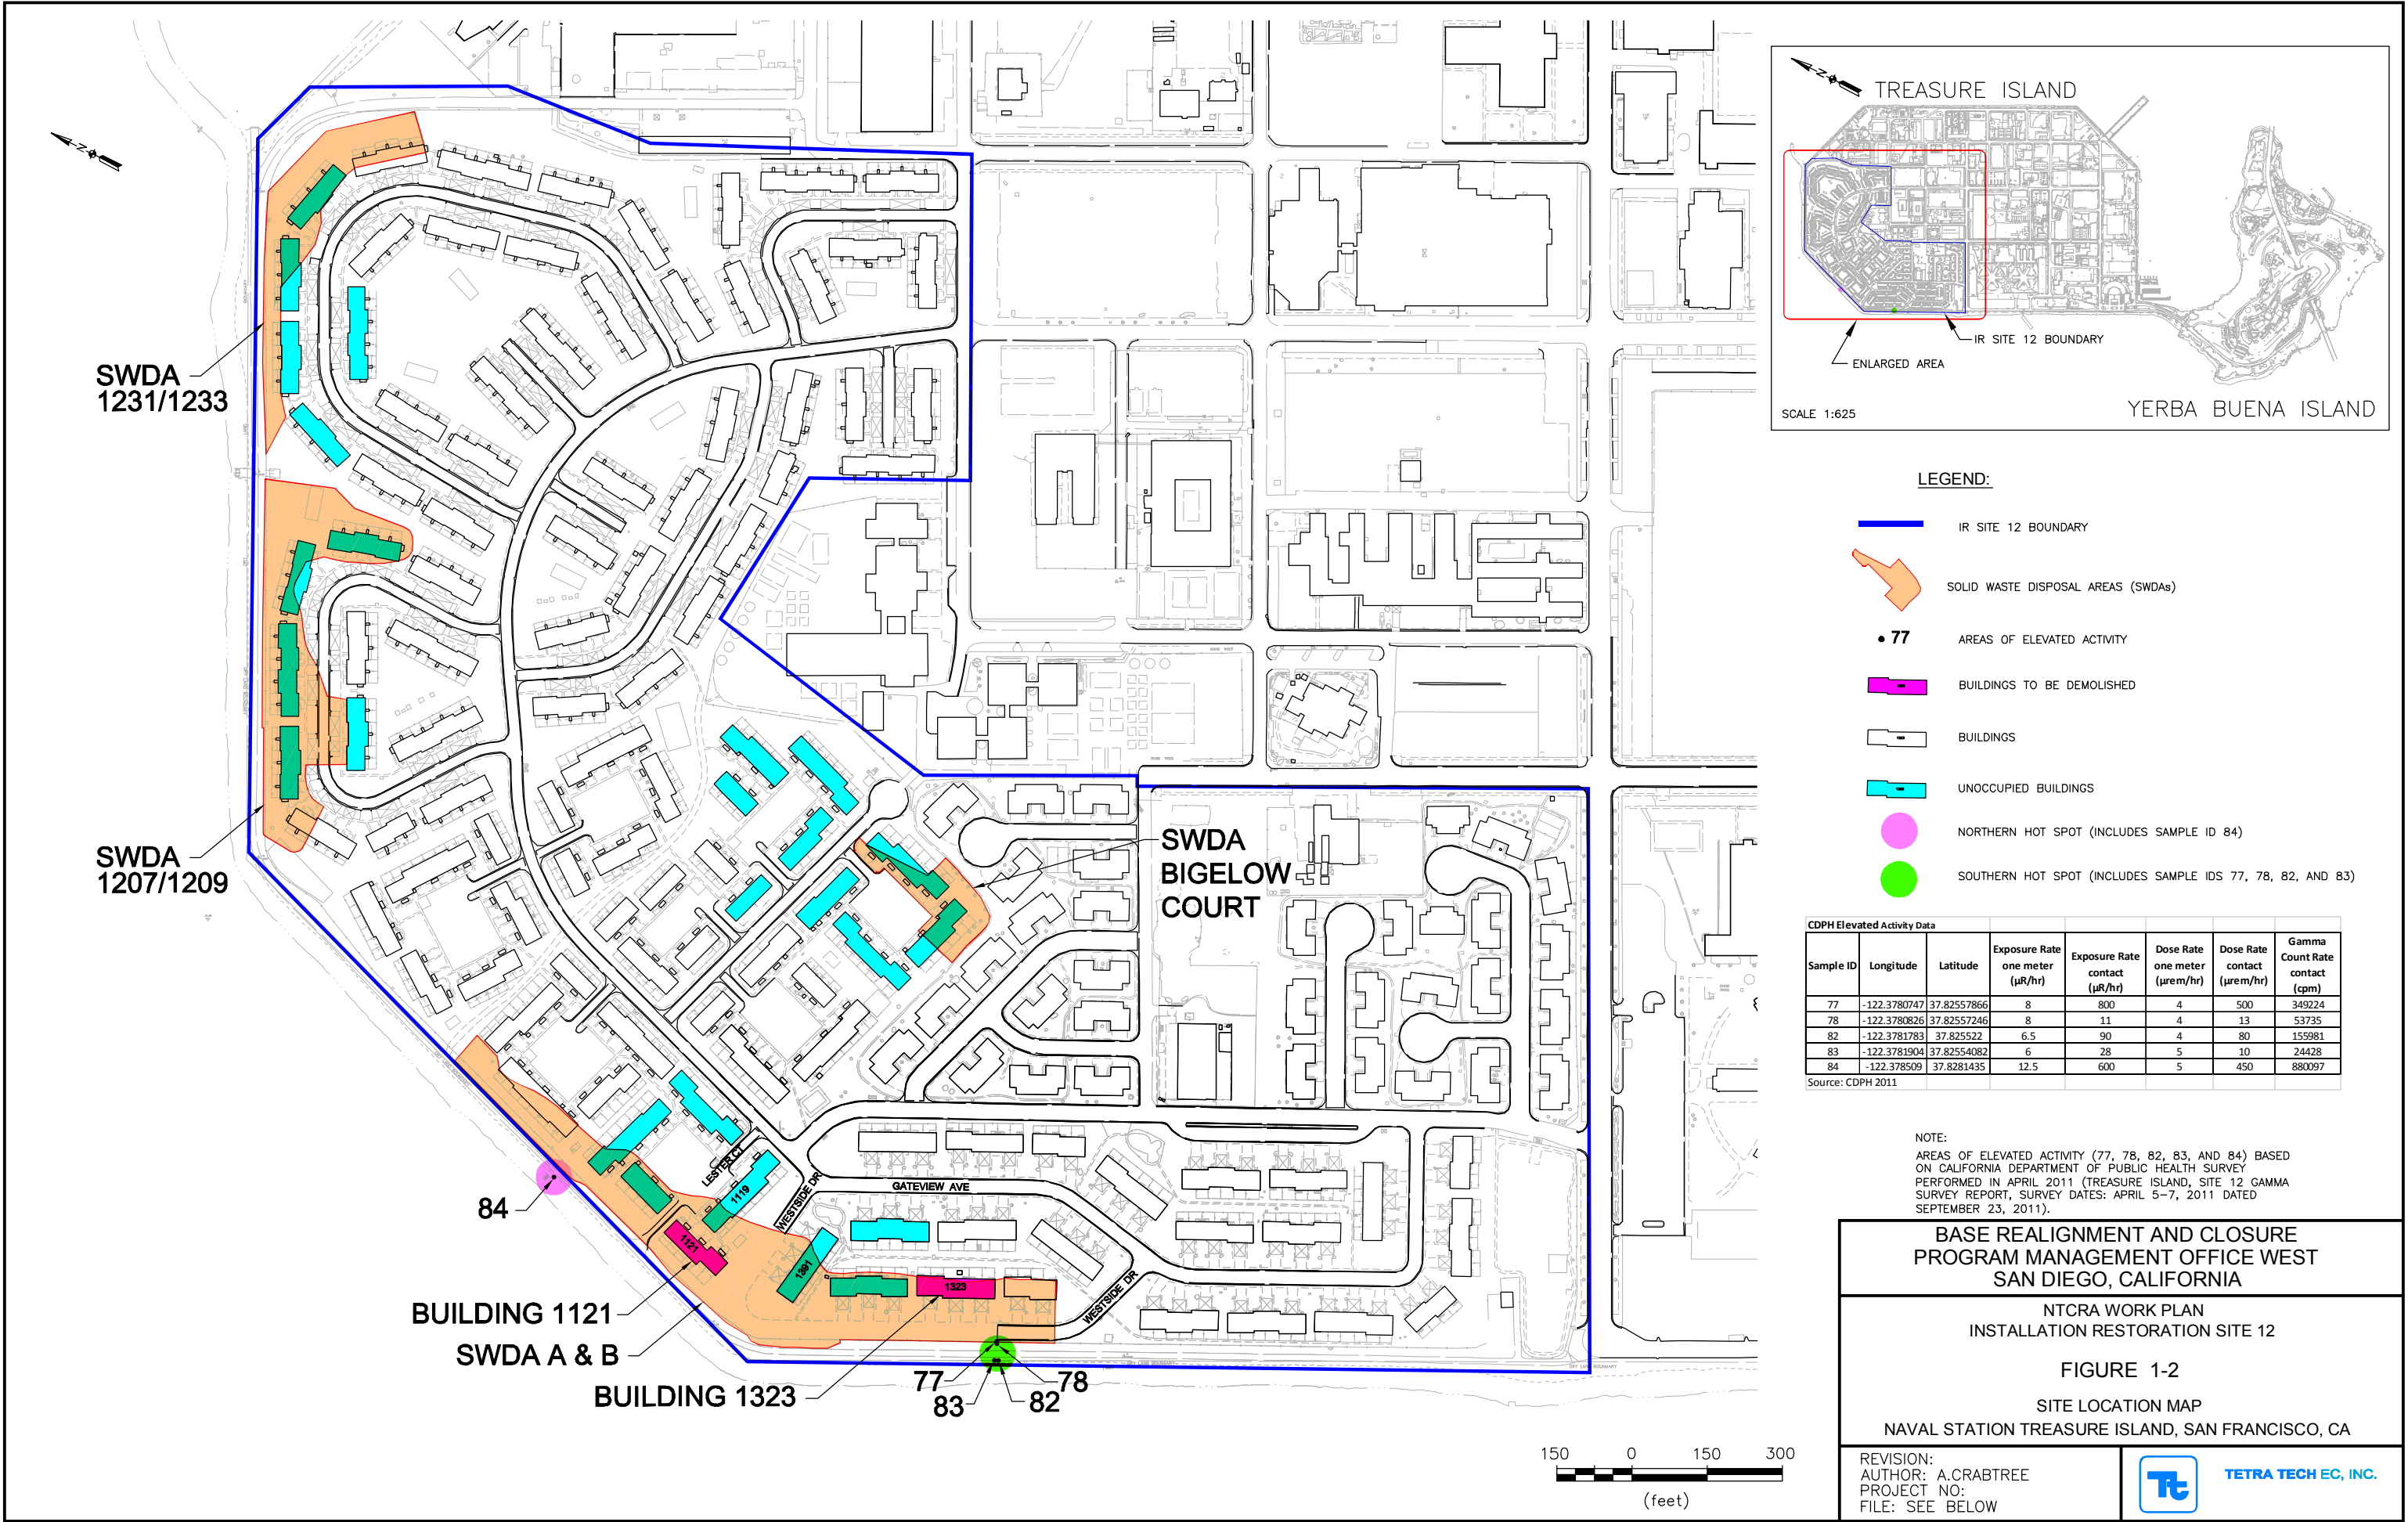 N
SWDA
1231/1233
SWDA
1207/1209
SWDA
BIGELOW
COURT
84
LESTER CT
1119
WESTSIDE DR
GATEVIEW AVE
1121
1391
1323
WESTSIDE DR
BUILDING 1121
SWDA A & B
BUILDING 1323
77
78
83
82
150 0 150 300
(feet)
N
TREASURE ISLAND
IR SITE 12 BOUNDARY
ENLARGED AREA
SCALE 1:625
YERBA BUENA ISLAND
LEGEND:
IR SITE 12 BOUNDARY
SOLID WASTE DISPOSAL AREAS (SWDAs)
77 AREAS OF ELEVATED ACTIVITY
BUILDINGS TO BE DEMOLISHED
BUILDINGS
UNOCCUPIED BUILDINGS
NORTHERN HOT SPOT (INCLUDES SAMPLE ID 84)
SOUTHERN HOT SPOT (INCLUDES SAMPLE IDS 77, 78, 82, AND 83)
CDPH Elevated Activity Data
Sample ID Longitude Latitude Exposure Rate one meter (µR/hr) Exposure Rate contact (µR/hr) Dose Rate one meter (µrem/hr) Dose Rate contact (µrem/hr) Gamma Count Rate contact (cpm)
77 -122.3780747 37.82557866 8 800 4 500 349224
78 -122.3780826 37.82557246 8 11 4 13 53735
82 -122.3781783 37.825522 6.5 90 4 80 155981
83 -122.3781904 37.82554082 6 28 5 10 24428
84 -122.378509 37.8281435 12.5 600 5 450 880097
Source: CDPH 2011
NOTE:
AREAS OF ELEVATED ACTIVITY (77, 78, 82, 83, AND 84) BASED
ON CALIFORNIA DEPARTMENT OF PUBLIC HEALTH SURVEY
PERFORMED IN APRIL 2011 (TREASURE ISLAND, SITE 12 GAMMA
SURVEY REPORT, SURVEY DATES: APRIL 5-7, 2011 DATED
SEPTEMBER 23, 2011).
BASE REALIGNMENT AND CLOSURE
PROGRAM MANAGEMENT OFFICE WEST
SAN DIEGO, CALIFORNIA
NTCRA WORK PLAN
INSTALLATION RESTORATION SITE 12
FIGURE 1-2
SITE LOCATION MAP
NAVAL STATION TREASURE ISLAND, SAN FRANCISCO, CA
REVISION:
AUTHOR: A.CRABTREE
PROJECT NO:
FILE: SEE BELOW
Tt
TETRA TECH EC, INC.